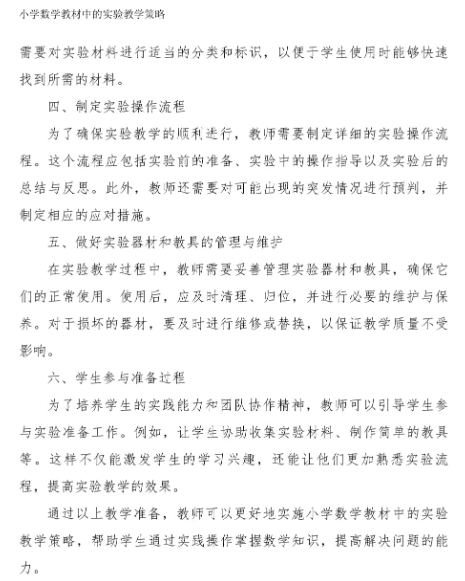 小学数学教材中的实验教学策略
需要对实验材料进行适当的分类和标识，以便于学生使用时能够快速
找到所需的材料。
四、制定实验操作流程
为了确保实验教学的顺利进行，教师需要制定详细的实验操作流
程。这个流程应包括实验前的准备、实验中的操作指导以及实验后的
总结与反思。此外，教师还需要对可能出现的突发情况进行预判，并
制定相应的应对措施。
五、做好实验器材和教具的管理与维护
在实验教学过程中，教师需要妥善管理实验器材和教具，确保它
们的正常使用。使用后，应及时清理、归位，并进行必要的维护与保
养。对于损坏的器材，要及时进行维修或替换，以保证教学质量不受
影响。
六、学生参与准备过程
为了培养学生的实践能力和团队协作精神，教师可以引导学生参
与实验准备工作。例如，让学生协助收集实验材料、制作简单的教具
等。这样不仅能激发学生的学习兴趣，还能让他们更加熟悉实验流
程，提高实验教学的效果。
通过以上教学准备，教师可以更好地实施小学数学教材中的实验
教学策略，帮助学生通过实践操作掌握数学知识，提高解决问题的能
力。